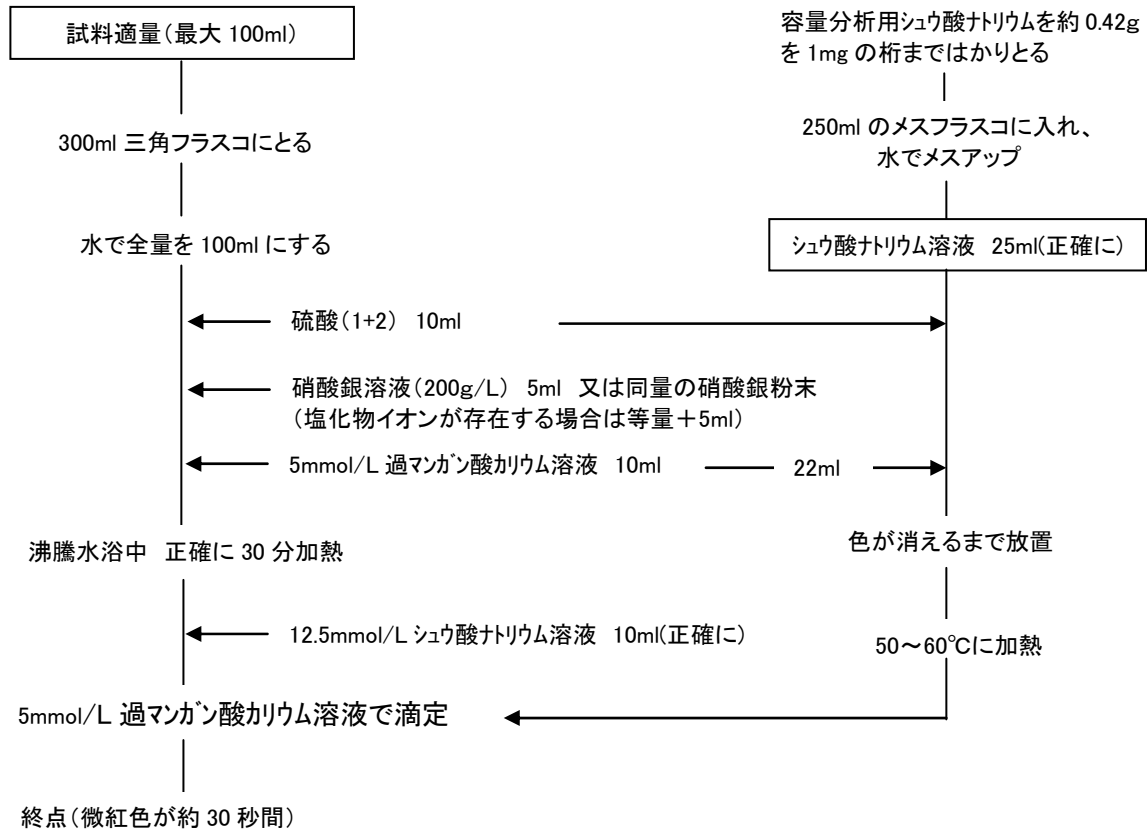 試料適量(最大 100ml)
300ml 三角フラスコにとる
水で全量を 100ml にする
容量分析用シュウ酸ナトリウムを約 0.42g
を 1mg の桁まではかりとる
250ml のメスフラスコに入れ、
水でメスアップ
シュウ酸ナトリウム溶液 25ml(正確に)
硫酸(1+2) 10ml
硝酸銀溶液(200g/L) 5ml 又は同量の硝酸銀粉末
(塩化物イオンが存在する場合は等量+5ml)
5mmol/L 過マンガン酸カリウム溶液 10ml
22ml
沸騰水浴中 正確に 30 分加熱
色が消えるまで放置
12.5mmol/L シュウ酸ナトリウム溶液 10ml(正確に)
50~60℃に加熱
5mmol/L 過マンガン酸カリウム溶液で滴定
終点(微紅色が約 30 秒間)